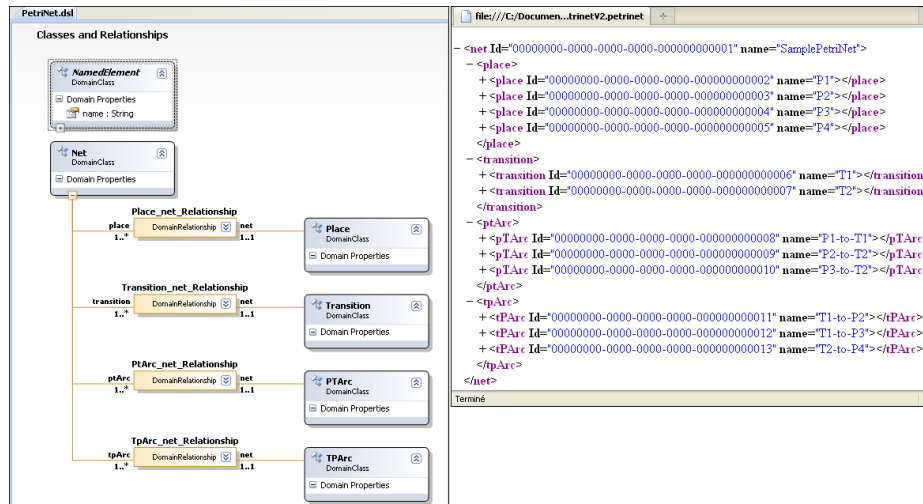 PetriNet.dsl
Classes and Relationships
NamedElement
DomainClass
Domain Properties
name : String
Net
DomainClass
Domain Properties
Place_net_Relationship
place
DomainRelationship
net
1..*
1..1
Place
DomainClass
Domain Properties
Transition_net_Relationship
transition
DomainRelationship
net
1..*
1..1
Transition
DomainClass
Domain Properties
PtArc_net_Relationship
ptArc
DomainRelationship
net
1..*
1..1
PTArc
DomainClass
Domain Properties
TpArc_net_Relationship
tpArc
DomainRelationship
net
1..*
1..1
TPArc
DomainClass
Domain Properties
file:///C:/Documen...trinetV2.petrinet
− <net Id="00000000-0000-0000-0000-000000000001" name="SamplePetriNet">
− <place>
+ <place Id="00000000-0000-0000-0000-000000000002" name="P1"></place>
+ <place Id="00000000-0000-0000-0000-000000000003" name="P2"></place>
+ <place Id="00000000-0000-0000-0000-000000000004" name="P3"></place>
+ <place Id="00000000-0000-0000-0000-000000000005" name="P4"></place>
</place>
− <transition>
+ <transition Id="00000000-0000-0000-0000-000000000006" name="T1"></transition
+ <transition Id="00000000-0000-0000-0000-000000000007" name="T2"></transition
</transition>
− <ptArc>
+ <pTArc Id="00000000-0000-0000-0000-000000000008" name="P1-to-T1"></pTArc
+ <pTArc Id="00000000-0000-0000-0000-000000000009" name="P2-to-T2"></pTArc
+ <pTArc Id="00000000-0000-0000-0000-000000000010" name="P3-to-T2"></pTArc
</ptArc>
− <tpArc>
+ <tPArc Id="00000000-0000-0000-0000-000000000011" name="T1-to-P2"></tPArc
+ <tPArc Id="00000000-0000-0000-0000-000000000012" name="T1-to-P3"></tPArc
+ <tPArc Id="00000000-0000-0000-0000-000000000013" name="T2-to-P4"></tPArc
</tpArc>
</net>
Terminé